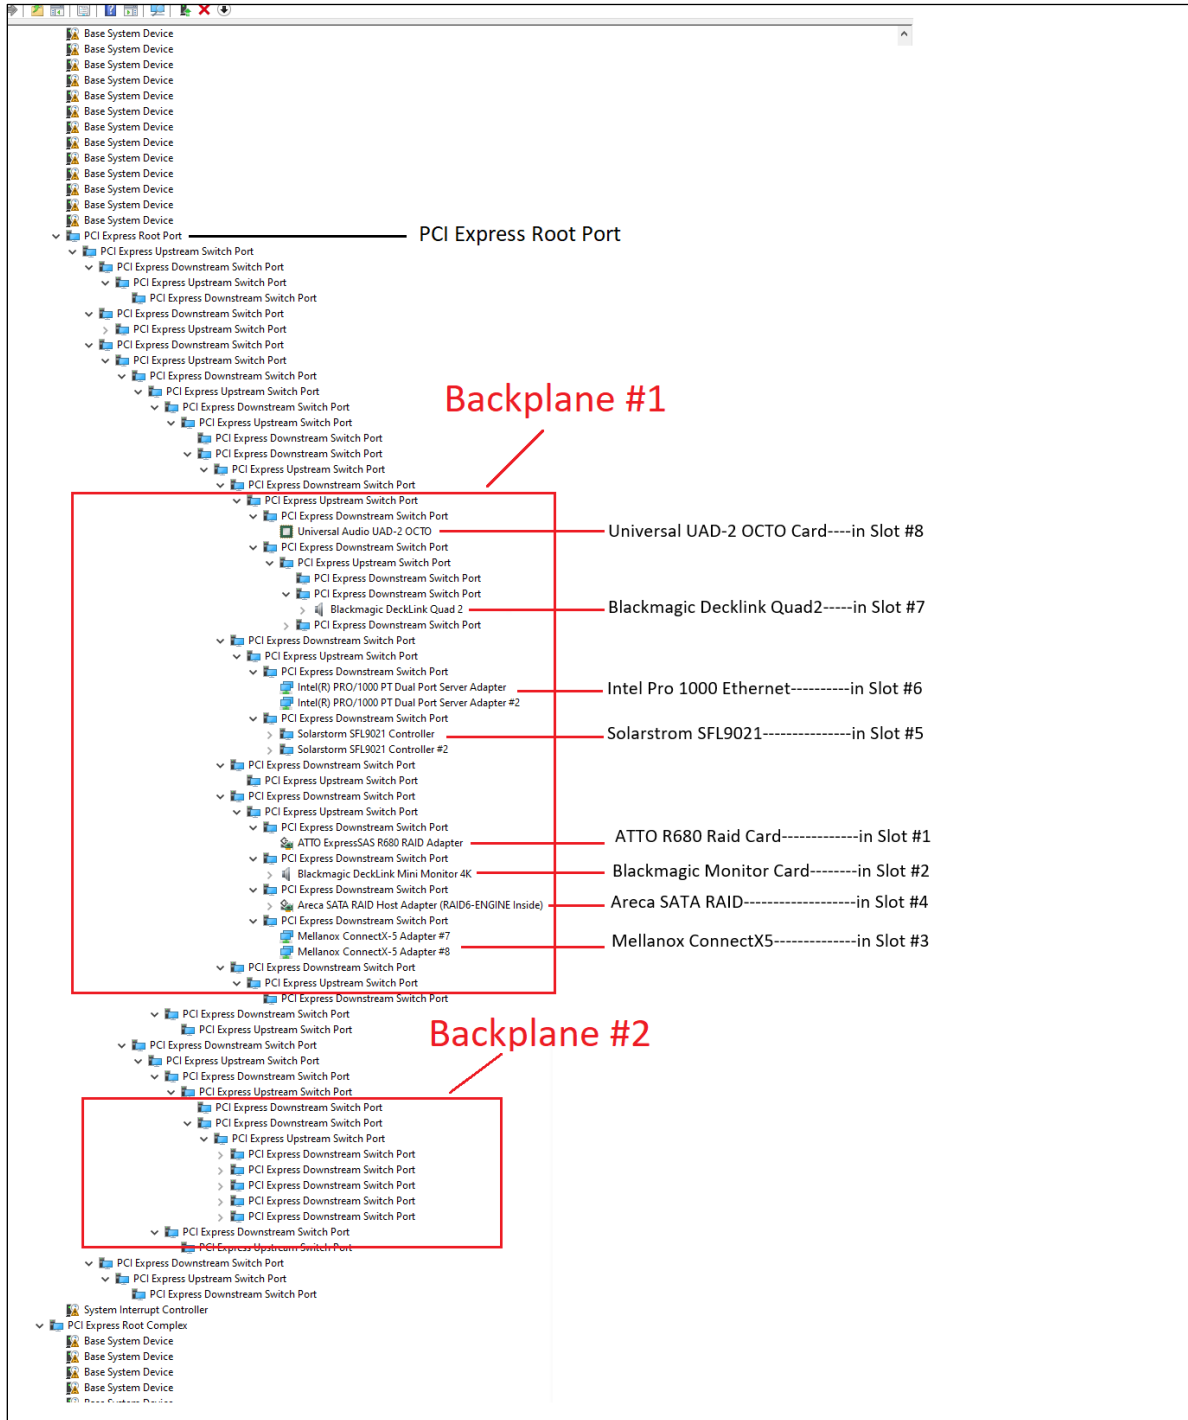 Base System Device
Base System Device
Base System Device
Base System Device
Base System Device
Base System Device
Base System Device
Base System Device
Base System Device
Base System Device
Base System Device
Base System Device
Base System Device
PCI Express Root Port PCI Express Root Port
PCI Express Upstream Switch Port
PCI Express Downstream Switch Port
PCI Express Upstream Switch Port
PCI Express Downstream Switch Port
PCI Express Downstream Switch Port
PCI Express Upstream Switch Port
PCI Express Downstream Switch Port
PCI Express Upstream Switch Port
PCI Express Downstream Switch Port
PCI Express Upstream Switch Port
Backplane #1
PCI Express Downstream Switch Port
PCI Express Upstream Switch Port
PCI Express Downstream Switch Port
PCI Express Downstream Switch Port
PCI Express Upstream Switch Port
PCI Express Downstream Switch Port
PCI Express Upstream Switch Port
PCI Express Downstream Switch Port
Universal Audio UAD-2 OCTO Universal UAD-2 OCTO Card----in Slot #8
PCI Express Downstream Switch Port
PCI Express Upstream Switch Port
PCI Express Downstream Switch Port
PCI Express Downstream Switch Port
Blackmagic DeckLink Quad 2 Blackmagic Decklink Quad2-----in Slot #7
PCI Express Downstream Switch Port
PCI Express Downstream Switch Port
PCI Express Upstream Switch Port
PCI Express Downstream Switch Port
Intel(R) PRO/1000 PT Dual Port Server Adapter Intel Pro 1000 Ethernet----------in Slot #6
Intel(R) PRO/1000 PT Dual Port Server Adapter #2
PCI Express Downstream Switch Port
Solarstorm SFL9021 Controller Solarstrom SFL9021---------------in Slot #5
Solarstorm SFL9021 Controller #2
PCI Express Downstream Switch Port
PCI Express Upstream Switch Port
PCI Express Downstream Switch Port
PCI Express Upstream Switch Port
PCI Express Downstream Switch Port
ATTO ExpressSAS R680 RAID Adapter ATTO R680 Raid Card-------------in Slot #1
PCI Express Downstream Switch Port
Blackmagic DeckLink Mini Monitor 4K Blackmagic Monitor Card--------in Slot #2
PCI Express Downstream Switch Port
Areca SATA RAID Host Adapter (RAID6-ENGINE Inside) Areca SATA RAID-------------------in Slot #4
PCI Express Downstream Switch Port
Mellanox ConnectX-5 Adapter #7 Mellanox ConnectX5--------------in Slot #3
Mellanox ConnectX-5 Adapter #8
PCI Express Downstream Switch Port
PCI Express Upstream Switch Port
PCI Express Downstream Switch Port
PCI Express Downstream Switch Port
PCI Express Upstream Switch Port
Backplane #2
PCI Express Downstream Switch Port
PCI Express Upstream Switch Port
PCI Express Downstream Switch Port
PCI Express Upstream Switch Port
PCI Express Downstream Switch Port
PCI Express Downstream Switch Port
PCI Express Upstream Switch Port
PCI Express Downstream Switch Port
PCI Express Downstream Switch Port
PCI Express Downstream Switch Port
PCI Express Downstream Switch Port
PCI Express Downstream Switch Port
PCI Express Downstream Switch Port
PCI Express Upstream Switch Port
PCI Express Downstream Switch Port
PCI Express Upstream Switch Port
PCI Express Downstream Switch Port
System Interrupt Controller
PCI Express Root Complex
Base System Device
Base System Device
Base System Device
Base System Device
Base System Device